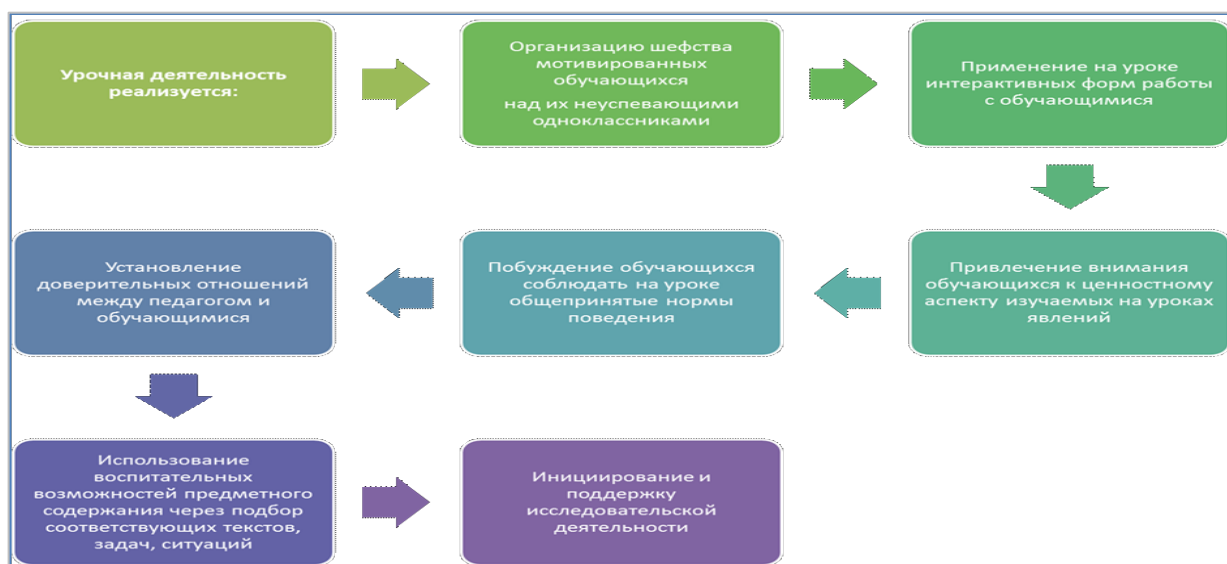 Урочная деятельность
реализуется:
Организацию шефства
мотивированных
обучающихся
над их неуспевающими
одноклассниками
Применение на уроке
интерактивных форм работы
с обучающимися
Привлечение внимания
обучающихся к ценностному
аспекту изучаемых на уроках
явлений
Побуждение обучающихся
соблюдать на уроке
общепринятые нормы
поведения
Установление
доверительных отношений
между педагогом и
обучающимися
Использование
воспитательных
возможностей предметного
содержания через подбор
соответствующих текстов,
задач, ситуаций
Инициирование и
поддержку
исследовательской
деятельности